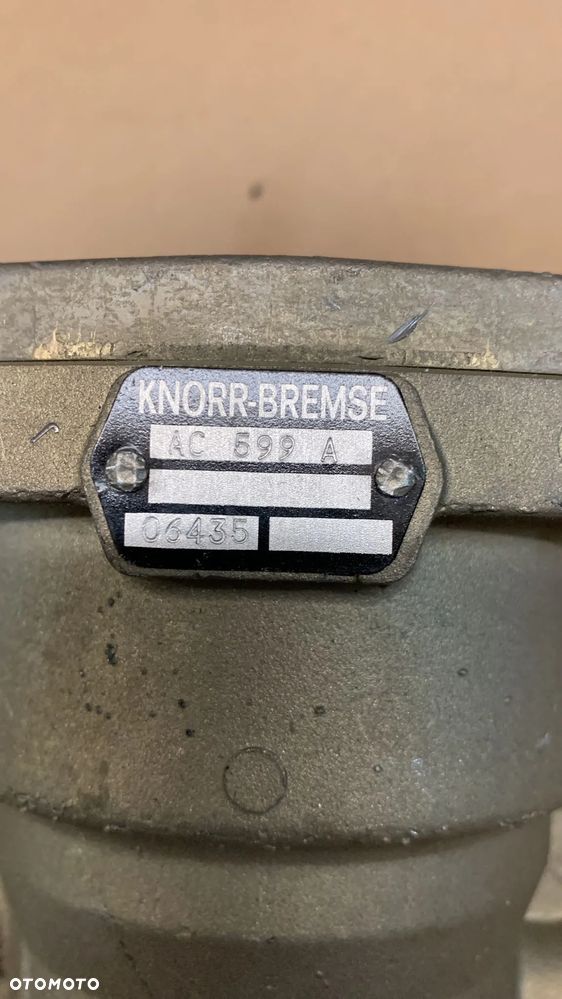 KNORR-BREMSE
AC 599 A
06435
OTOMOTO